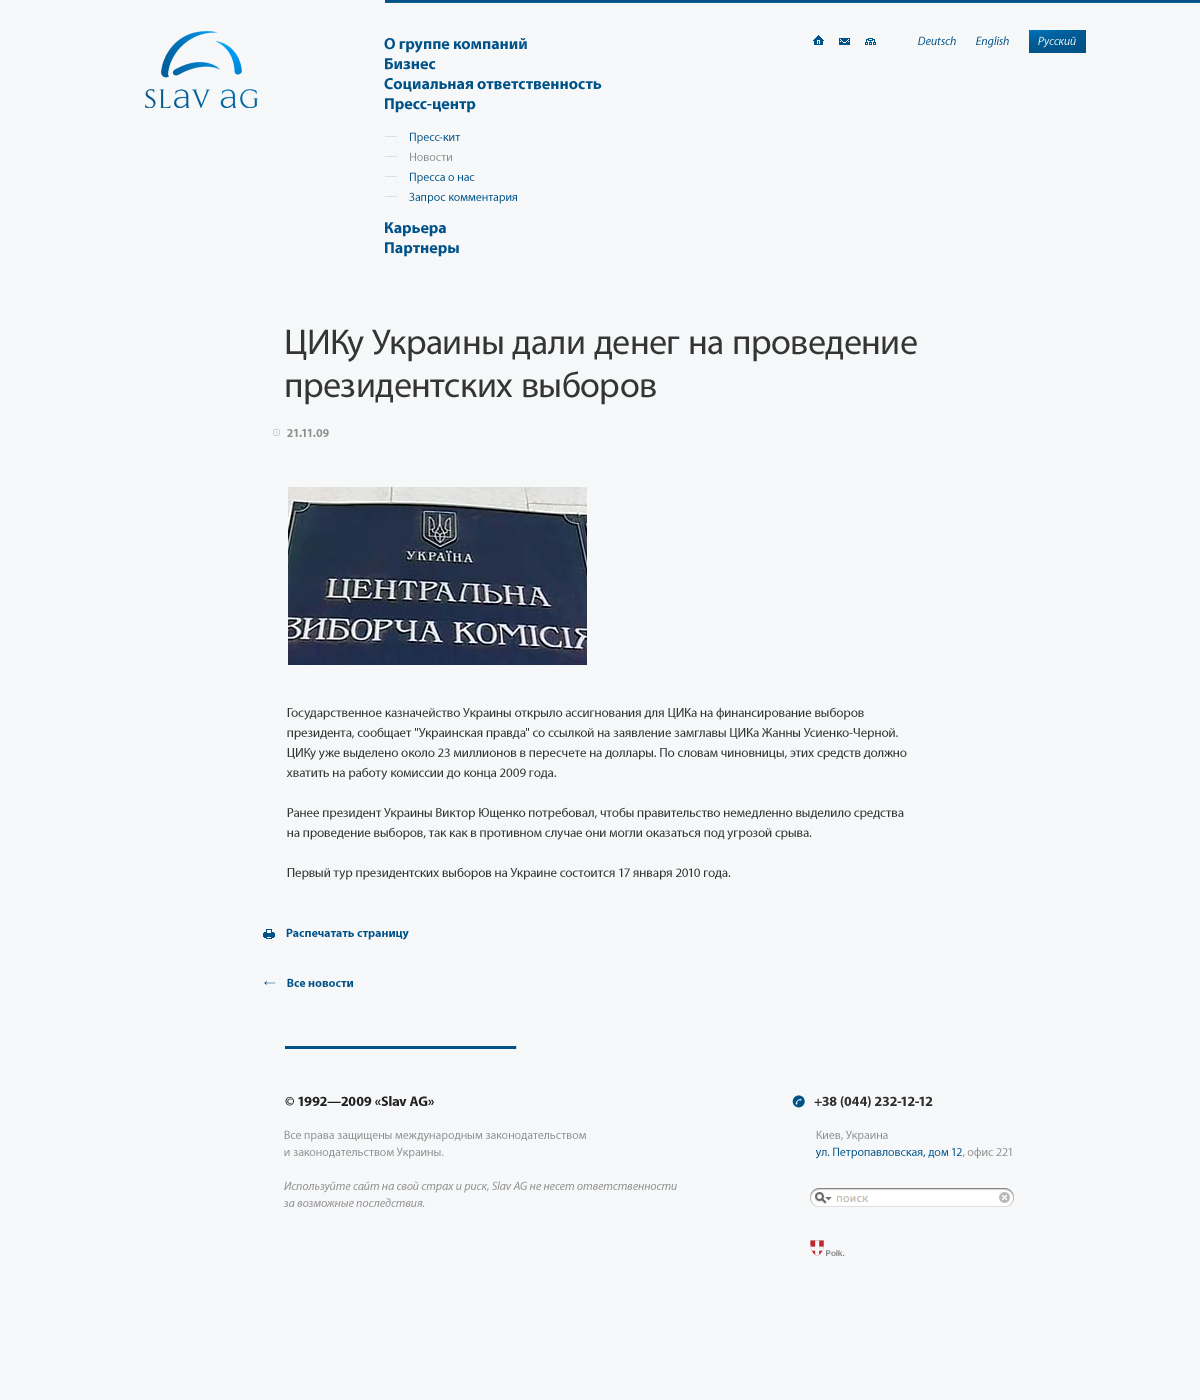 SLAV AG
О группе компаний
Бизнес
Социальная ответственность
Пресс-центр
— Пресс-кит
— Новости
— Пресса о нас
— Запрос комментария
Карьера
Партнеры
Deutsch English Русский
ЦИКу Украины дали денег на проведение
президентских выборов
21.11.09
УКРАЇНА
ЦЕНТРАЛЬНА
ВИБОРЧА КОМІСІЯ
Государственное казначейство Украины открыло ассигнования для ЦИКа на финансирование выборов
президента, сообщает "Украинская правда" со ссылкой на заявление замглавы ЦИКа Жанны Усиенко-Черной.
ЦИКу уже выделено около 23 миллионов в пересчете на доллары. По словам чиновницы, этих средств должно
хватить на работу комиссии до конца 2009 года.
Ранее президент Украины Виктор Ющенко потребовал, чтобы правительство немедленно выделило средства
на проведение выборов, так как в противном случае они могли оказаться под угрозой срыва.
Первый тур президентских выборов на Украине состоится 17 января 2010 года.
Распечатать страницу
← Все новости
© 1992—2009 «Slav AG»
Все права защищены международным законодательством
и законодательством Украины.
Используйте сайт на свой страх и риск, Slav AG не несет ответственности
за возможные последствия.
+38 (044) 232-12-12
Киев, Украина
ул. Петропавловская, дом 12, офис 221
поиск
Polk.